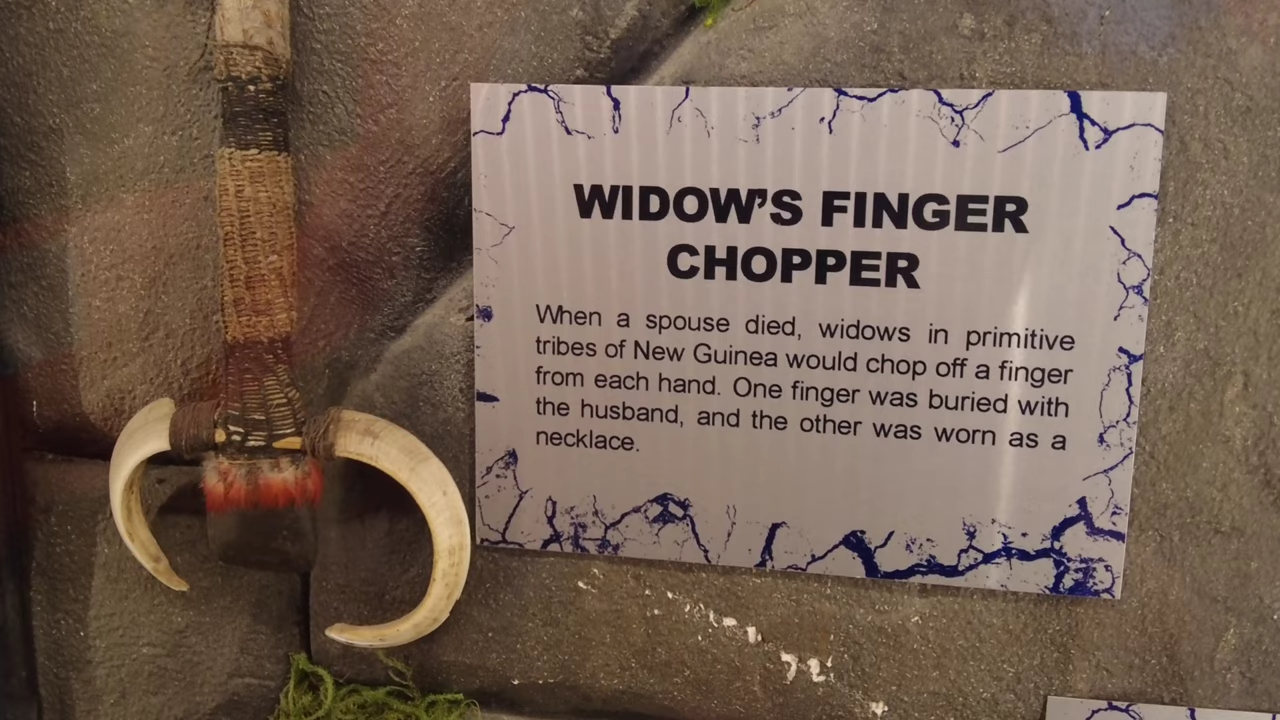 WIDOW'S FINGER
CHOPPER
When a spouse died, widows in primitive
tribes of New Guinea would chop off a finger
from each hand. One finger was buried with
the husband, and the other was worn as a
necklace.